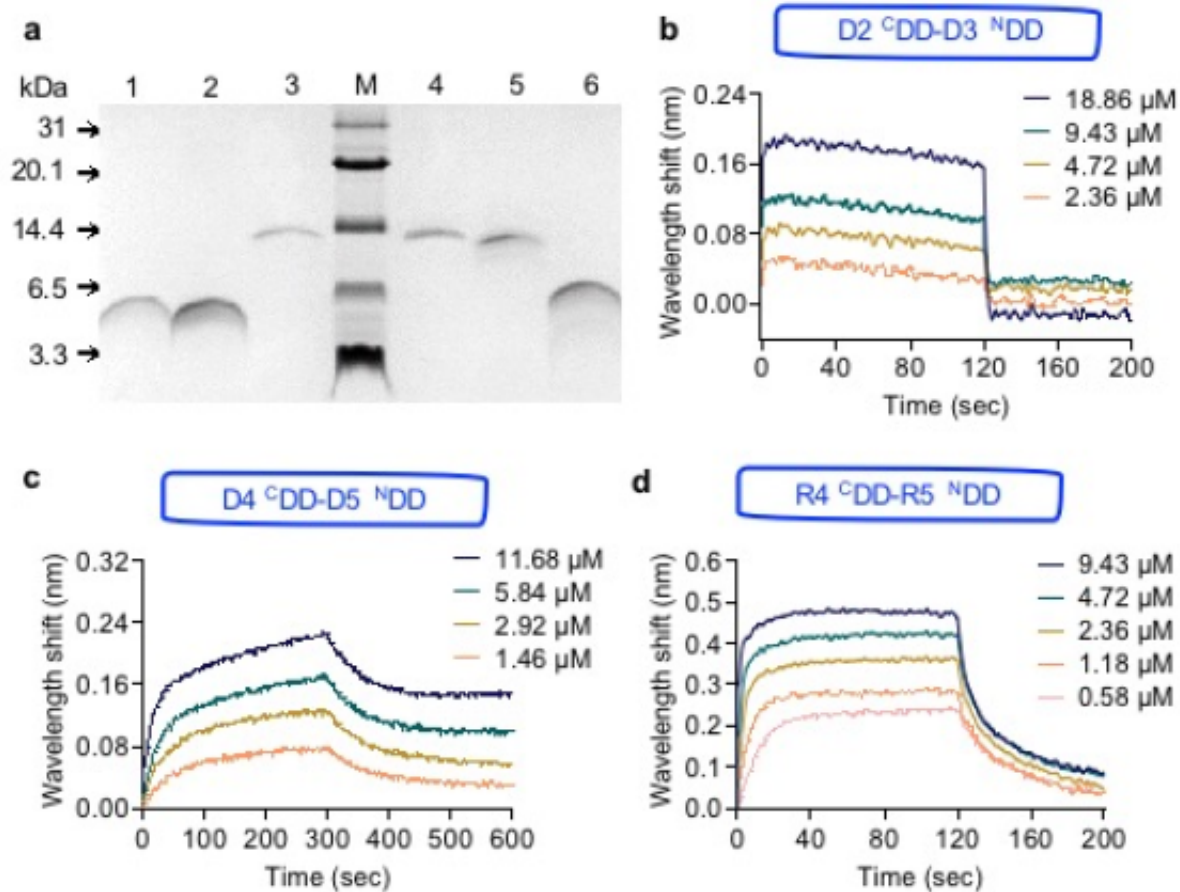 a
kDa 1 2 3 M 4 5 6
31
20.1
14.4
6.5
3.3
b
D2 ᶜDD-D3 ᴺDD
Wavelength shift (nm)
0.24
0.16
0.08
0.00
18.86 µM
9.43 µM
4.72 µM
2.36 µM
0 40 80 120 160 200
Time (sec)
c
D4 ᶜDD-D5 ᴺDD
Wavelength shift (nm)
0.32
0.24
0.16
0.08
0.00
11.68 µM
5.84 µM
2.92 µM
1.46 µM
0 100 200 300 400 500 600
Time (sec)
d
R4 ᶜDD-R5 ᴺDD
Wavelength shift (nm)
0.6
0.5
0.4
0.3
0.2
0.1
0.0
9.43 µM
4.72 µM
2.36 µM
1.18 µM
0.58 µM
0 40 80 120 160 200
Time (sec)